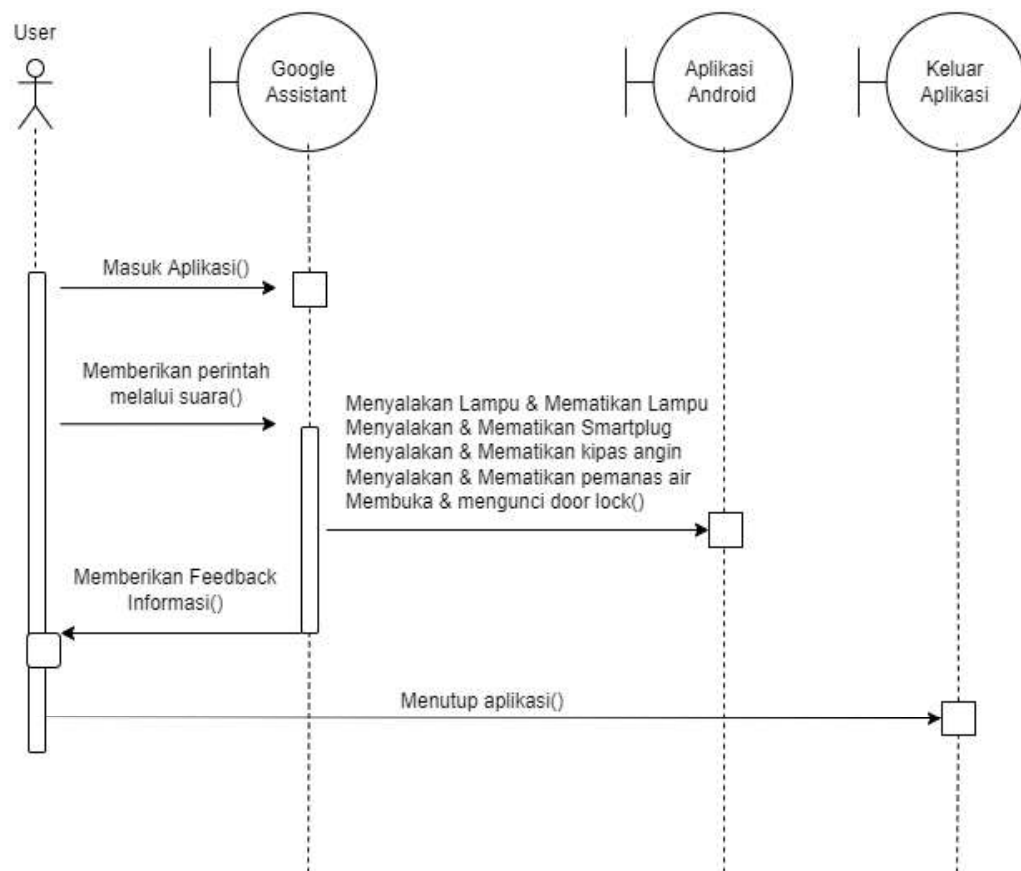 User
Google
Assistant
Aplikasi
Android
Keluar
Aplikasi
Masuk Aplikasi()
Memberikan perintah
melalui suara()
Menyalakan Lampu & Mematikan Lampu
Menyalakan & Mematikan Smartplug
Menyalakan & Mematikan kipas angin
Menyalakan & Mematikan pemanas air
Membuka & mengunci door lock()
Memberikan Feedback
Informasi()
Menutup aplikasi()